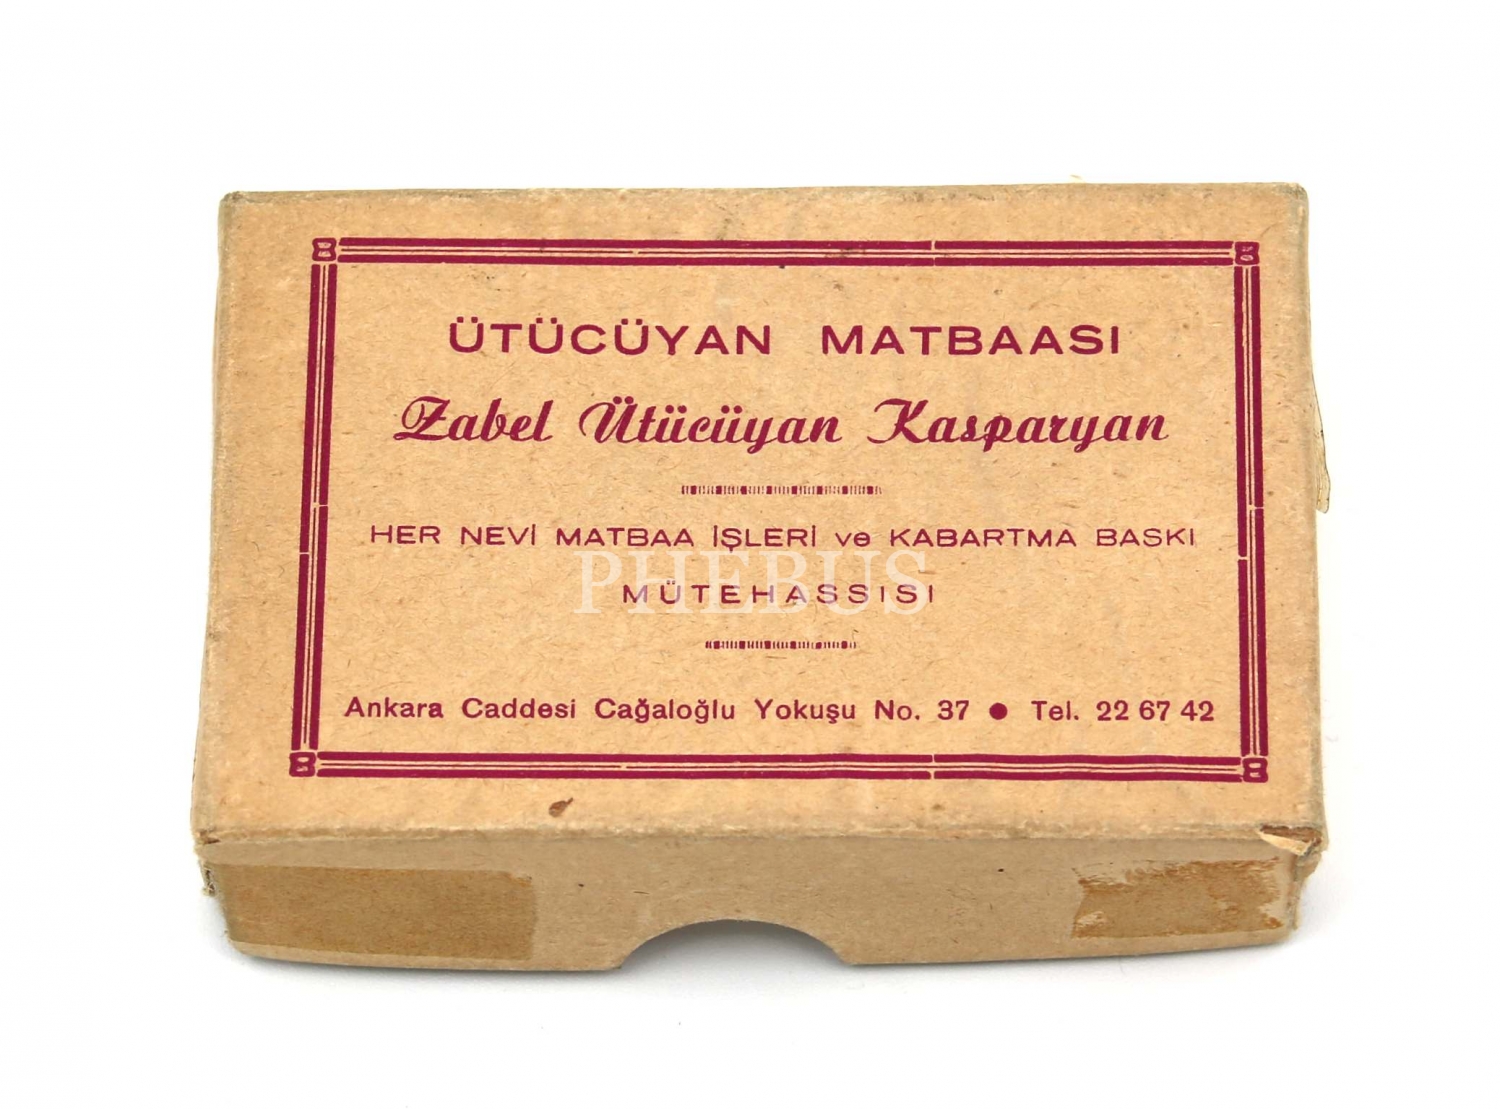 ÜTÜCÜYAN MATBAASI
Zabel Ütücüyan Kasparyan
HER NEVİ MATBAA İŞLERİ ve KABARTMA BASKI
MÜTEHASSISI
PHEBUS
Ankara Caddesi Cağaloğlu Yokuşu No. 37 ● Tel. 22 67 42